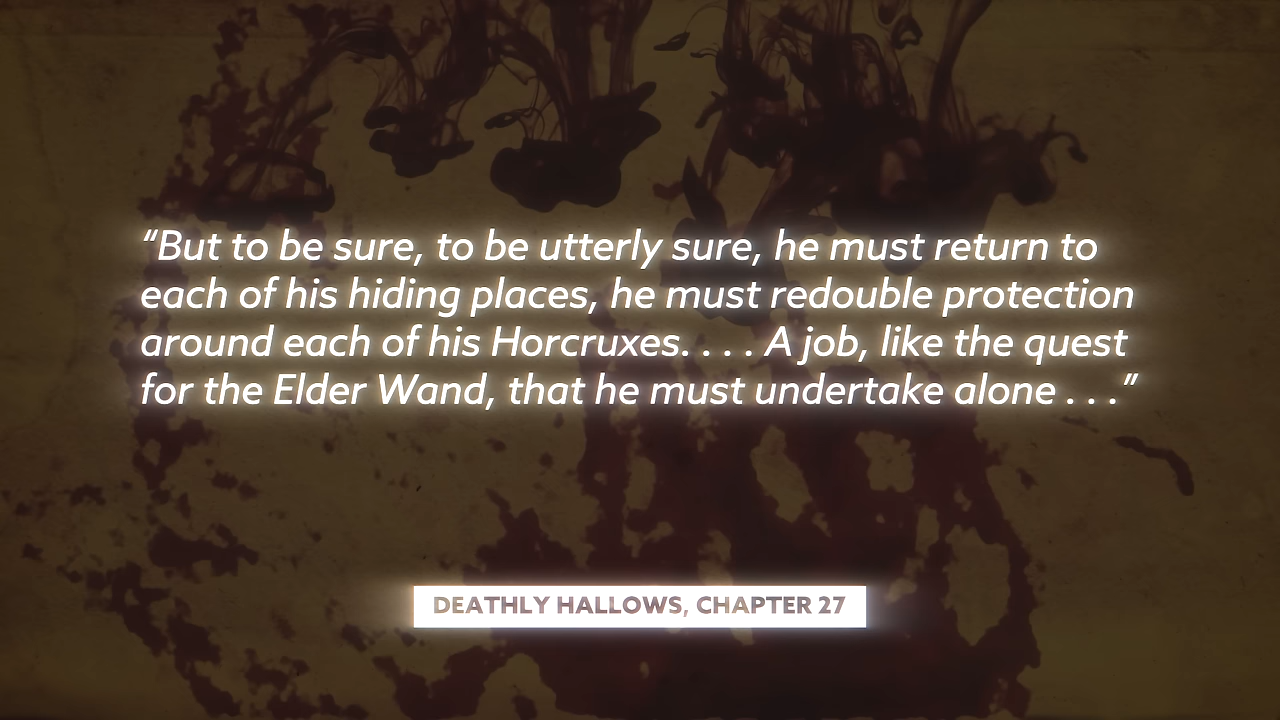 “But to be sure, to be utterly sure, he must return to
each of his hiding places, he must redouble protection
around each of his Horcruxes. . . . A job, like the quest
for the Elder Wand, that he must undertake alone . . .”
DEATHLY HALLOWS, CHAPTER 27